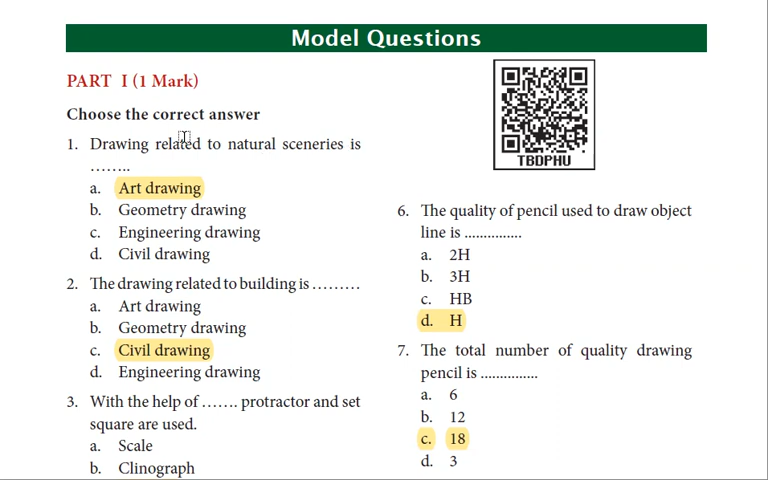 Model Questions
PART I (1 Mark)
Choose the correct answer
1. Drawing related to natural sceneries is
……..
a. Art drawing
b. Geometry drawing
c. Engineering drawing
d. Civil drawing
2. The drawing related to building is ………
a. Art drawing
b. Geometry drawing
c. Civil drawing
d. Engineering drawing
3. With the help of ……. protractor and set
square are used.
a. Scale
b. Clinograph
TBDPHU
6. The quality of pencil used to draw object
line is ...............
a. 2H
b. 3H
c. HB
d. H
7. The total number of quality drawing
pencil is ...............
a. 6
b. 12
c. 18
d. 3